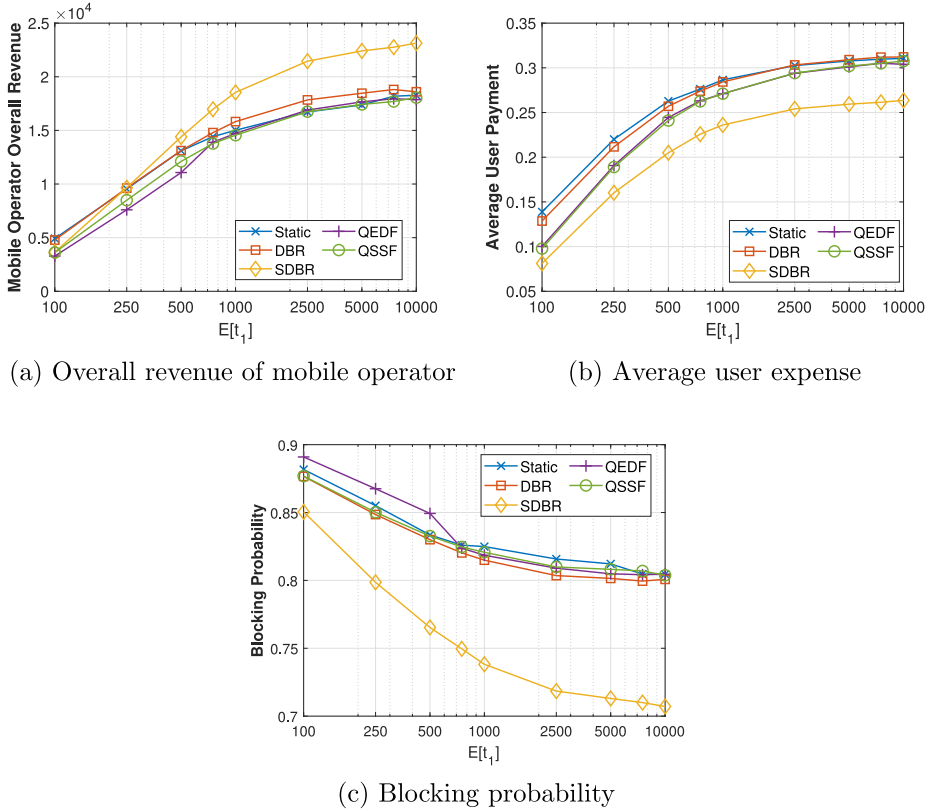 ×10⁴
2.5
2
1.5
1
0.5
0
Mobile Operator Overall Revenue
100 250 500 1000 2500 5000 10000
E[t₁]
Static QEDF
DBR QSSF
SDBR
(a) Overall revenue of mobile operator
0.35
0.3
0.25
0.2
0.15
0.1
0.05
Average User Payment
100 250 500 1000 2500 5000 10000
E[t₁]
Static QEDF
DBR QSSF
SDBR
(b) Average user expense
0.9
0.85
0.8
0.75
0.7
Blocking Probability
100 250 500 1000 2500 5000 10000
E[t₁]
Static QEDF
DBR QSSF
SDBR
(c) Blocking probability